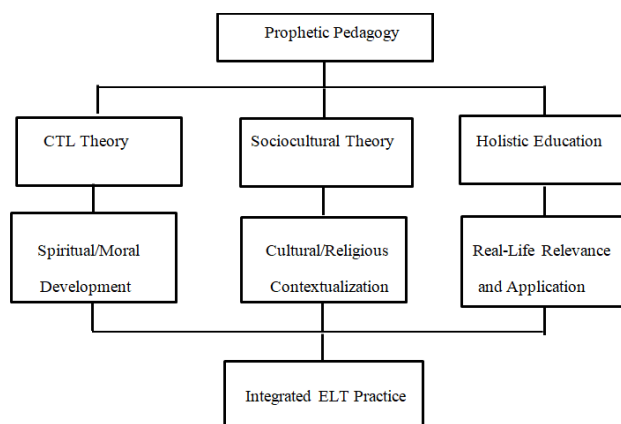 Prophetic Pedagogy
CTL Theory
Sociocultural Theory
Holistic Education
Spiritual/Moral
Development
Cultural/Religious
Contextualization
Real-Life Relevance
and Application
Integrated ELT Practice